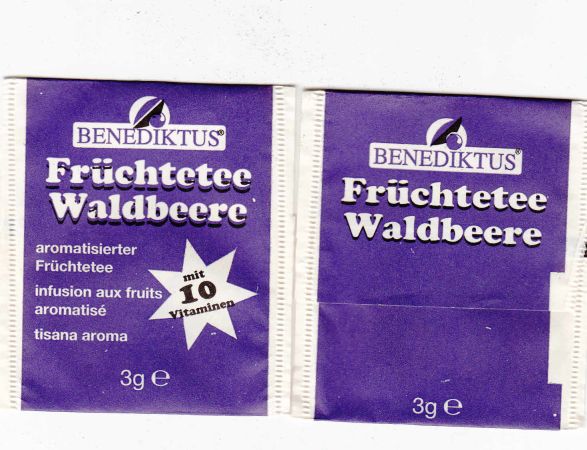 BENEDIKTUS®
Früchtetee
Waldbeere
aromatisierter
Früchtetee
infusion aux fruits
aromatisé
tisana aroma
mit
10
Vitaminen
3g ℮
BENEDIKTUS®
Früchtetee
Waldbeere
3g ℮